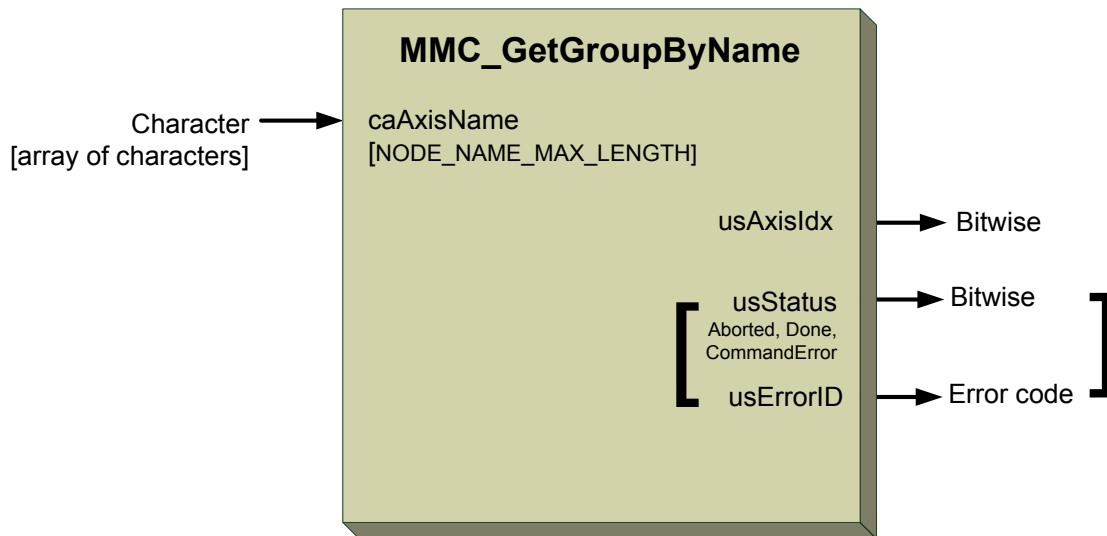 MMC_GetGroupByName
Character
[array of characters]
caAxisName
[NODE_NAME_MAX_LENGTH]
usAxisIdx
Bitwise
usStatus
Aborted, Done,
CommandError
Bitwise
usErrorID
Error code